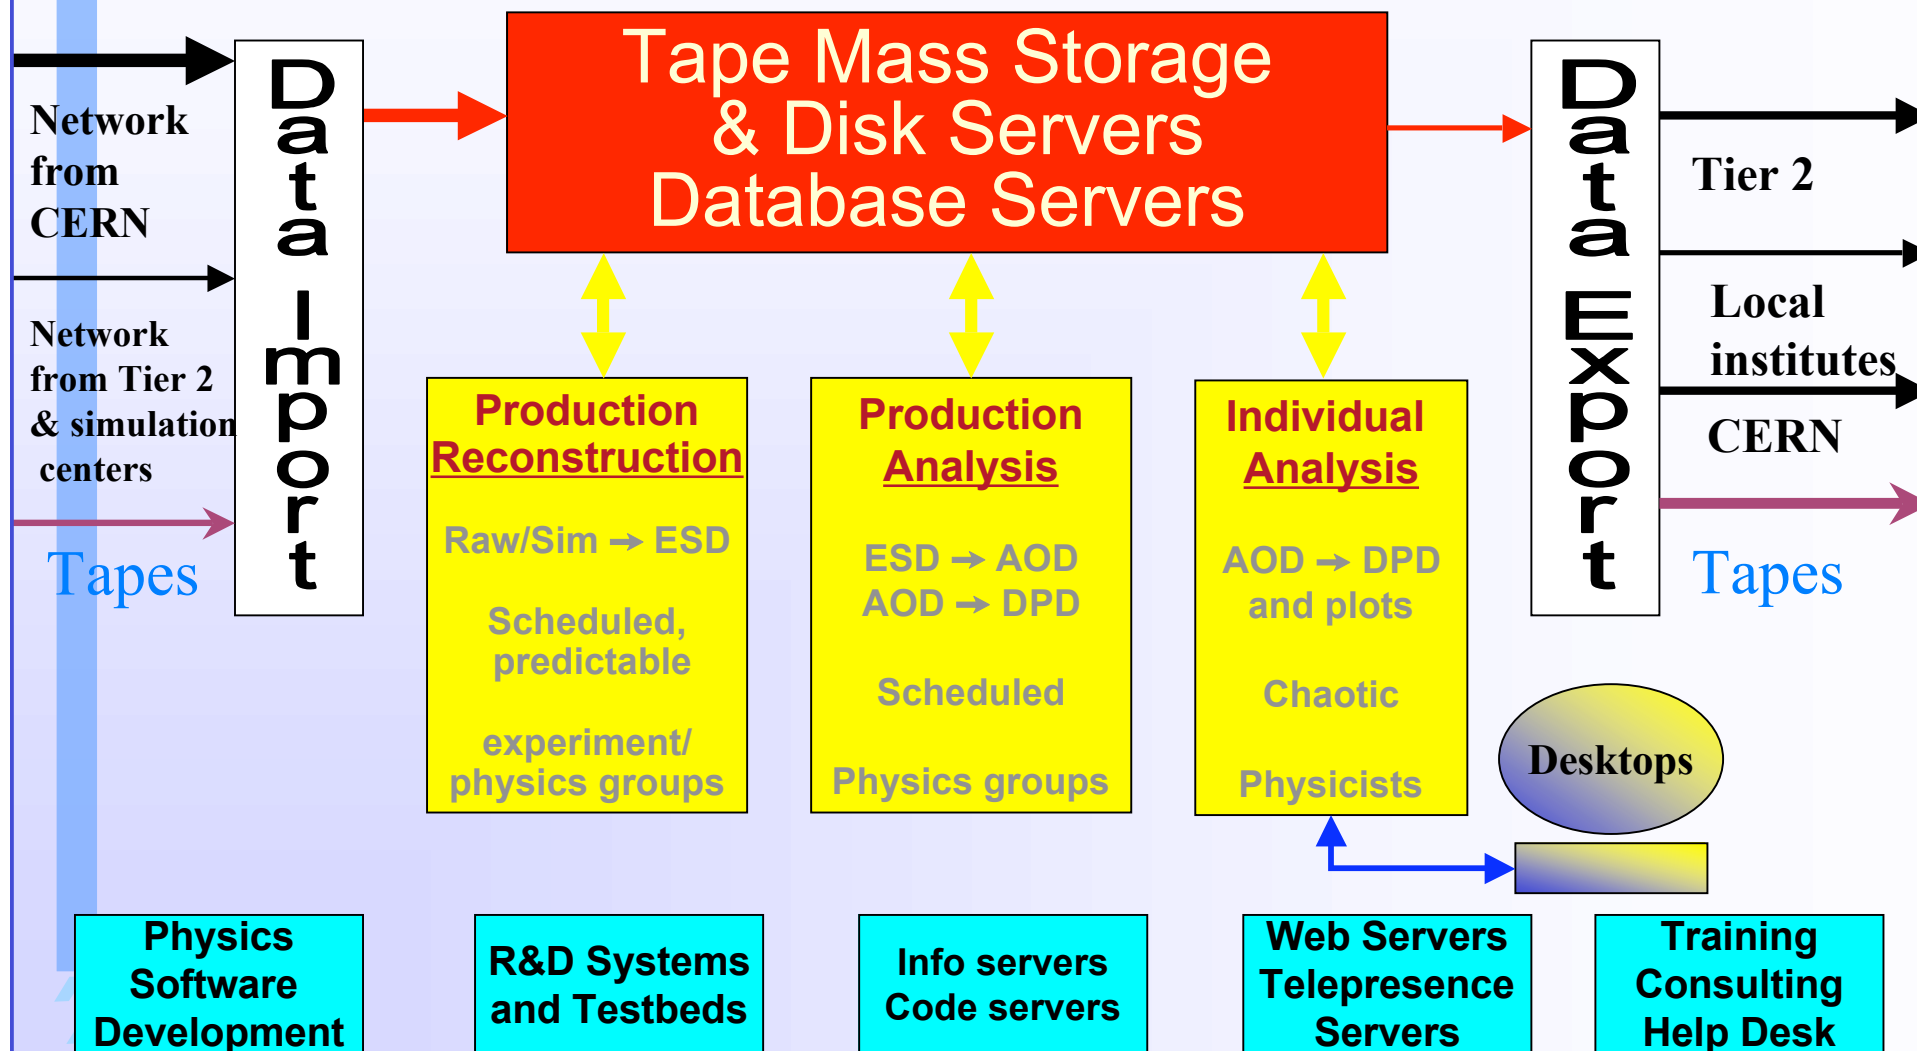 Network
from
CERN
Network
from Tier 2
& simulation
centers
Tapes
Data Import
Tape Mass Storage
& Disk Servers
Database Servers
Production
Reconstruction
Raw/Sim → ESD
Scheduled,
predictable
experiment/
physics groups
Production
Analysis
ESD → AOD
AOD → DPD
Scheduled
Physics groups
Individual
Analysis
AOD → DPD
and plots
Chaotic
Physicists
Data Export
Tier 2
Local
institutes
CERN
Tapes
Desktops
Physics
Software
Development
R&D Systems
and Testbeds
Info servers
Code servers
Web Servers
Telepresence
Servers
Training
Consulting
Help Desk